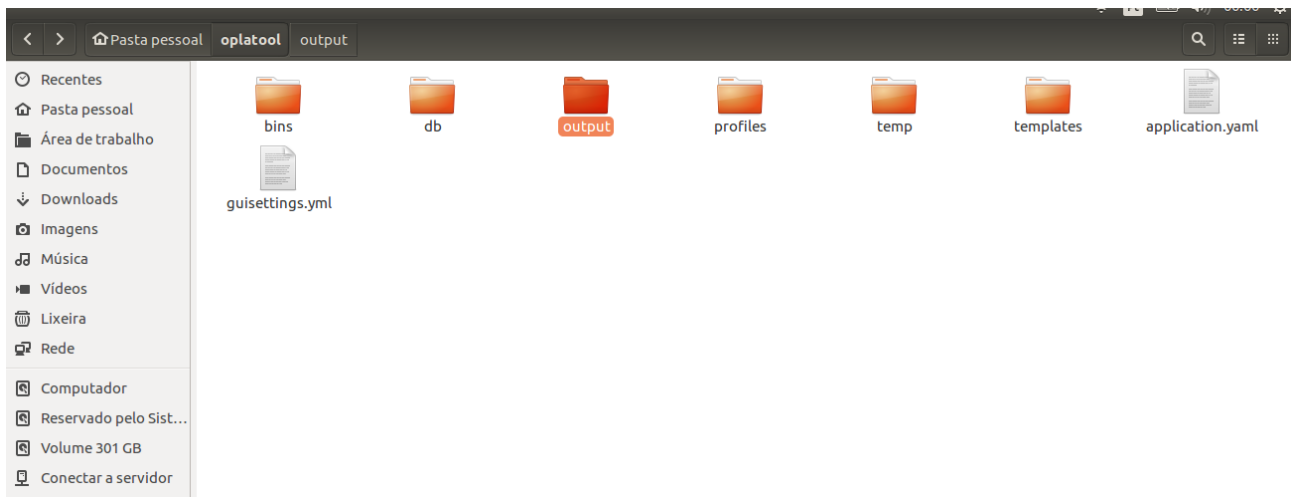 Pasta pessoal oplatool output
Recentes
Pasta pessoal
Área de trabalho
Documentos
Downloads
Imagens
Música
Vídeos
Lixeira
Rede
Computador
Reservado pelo Sist...
Volume 301 GB
Conectar a servidor
bins db output profiles temp templates application.yaml
guisettings.yml